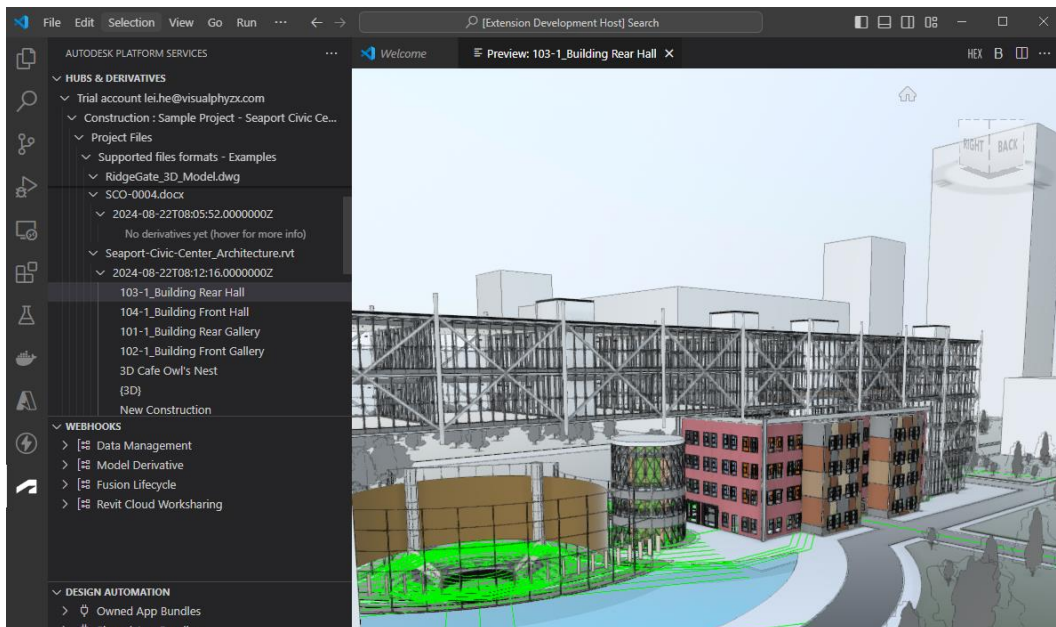 File Edit Selection View Go Run ··· [Extension Development Host] Search
AUTODESK PLATFORM SERVICES ···
Welcome
Preview: 103-1_Building Rear Hall
HEX B ···
HUBS & DERIVATIVES
Trial account lei.he@visualphyzx.com
Construction : Sample Project - Seaport Civic Ce...
Project Files
Supported files formats - Examples
RidgeGate_3D_Model.dwg
SCO-0004.docx
2024-08-22T08:05:52.0000000Z
No derivatives yet (hover for more info)
Seaport-Civic-Center_Architecture.rvt
2024-08-22T08:12:16.0000000Z
103-1_Building Rear Hall
104-1_Building Front Hall
101-1_Building Rear Gallery
102-1_Building Front Gallery
3D Cafe Owl's Nest
{3D}
New Construction
WEBHOOKS
Data Management
Model Derivative
Fusion Lifecycle
Revit Cloud Worksharing
DESIGN AUTOMATION
Owned App Bundles
RIGHT BACK